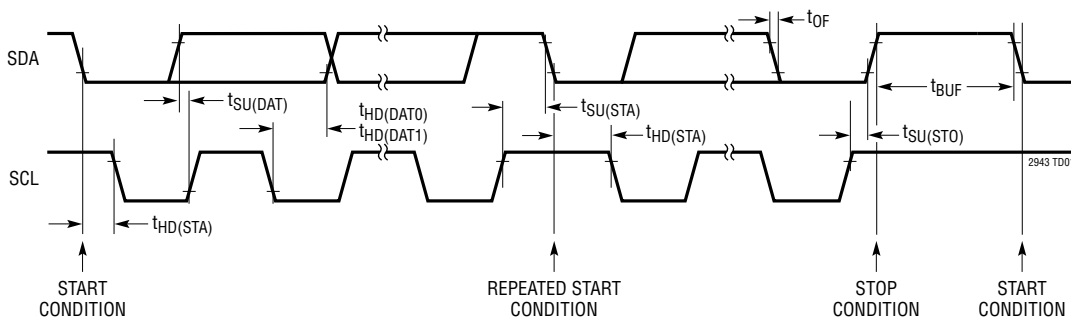 SDA
tOF
tSU(DAT)
tHD(DAT0)
tHD(DAT1)
tSU(STA)
tHD(STA)
tBUF
tSU(STO)
SCL
2943 TD01
tHD(STA)
START
CONDITION
REPEATED START
CONDITION
STOP
CONDITION
START
CONDITION